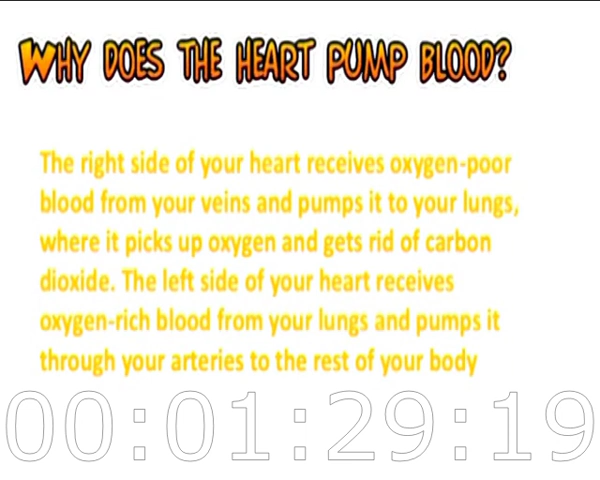 WHY DOES THE HEART PUMP BLOOD?
The right side of your heart receives oxygen-poor
blood from your veins and pumps it to your lungs,
where it picks up oxygen and gets rid of carbon
dioxide. The left side of your heart receives
oxygen-rich blood from your lungs and pumps it
through your arteries to the rest of your body
00:01:29:19